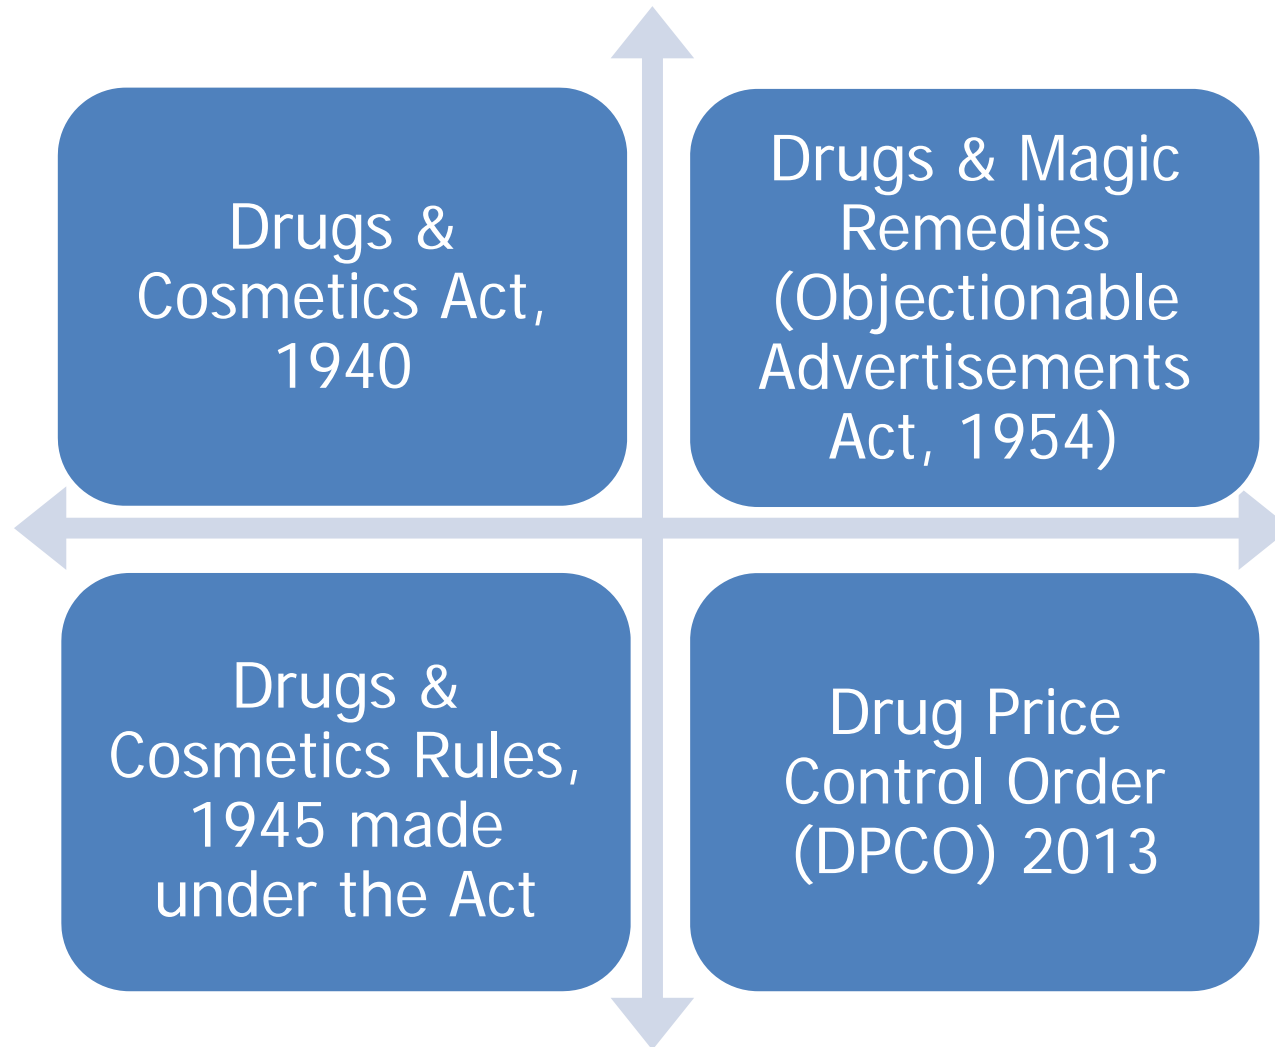 Drugs &
Cosmetics Act,
1940
Drugs & Magic
Remedies
(Objectionable
Advertisements
Act, 1954)
Drugs &
Cosmetics Rules,
1945 made
under the Act
Drug Price
Control Order
(DPCO) 2013